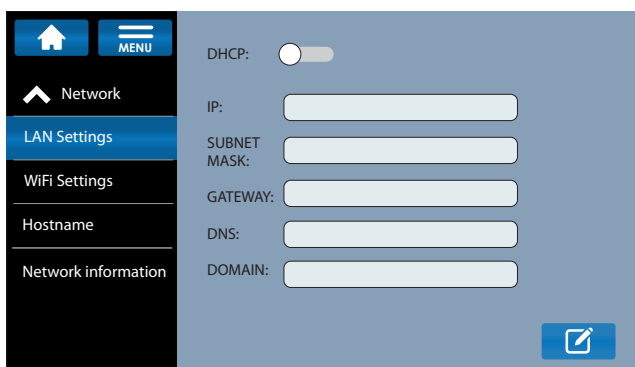 MENU
Network
LAN Settings
WiFi Settings
Hostname
Network information
DHCP:
IP:
SUBNET
MASK:
GATEWAY:
DNS:
DOMAIN: